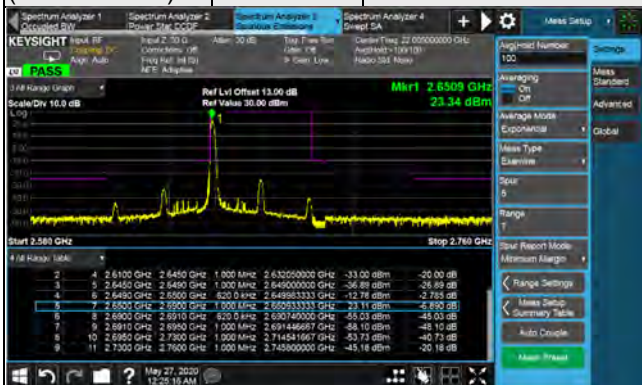 Spectrum Analyzer 1
Occupied BW
Spectrum Analyzer 2
Power Stat CCDF
Spectrum Analyzer 3
Spurious Emissions
Spectrum Analyzer 4
Swept SA
Meas Setup
KEYSIGHT
Input: RF
Coupling: DC
Align: Auto
Input Z: 50 Ω
Corrections: Off
Freq Ref: Int (S)
NFE: Adaptive
Atten: 30 dB
Trig: Free Run
Gate: Off
IF Gain: Low
Center Freq: 22.005000000 GHz
Avg|Hold:>100/100
Radio Std: None
PASS
3 All Range Graph
Ref Lvl Offset 13.00 dB
Mkr1 2.6509 GHz
Scale/Div 10.0 dB
Ref Value 30.00 dBm
23.34 dBm
Log
1
Start 2.580 GHz
Stop 2.760 GHz
4 All Range Table
2 4 2.6100 GHz 2.6450 GHz 1.000 MHz 2.632050000 GHz -33.00 dBm -20.00 dB
3 5 2.6450 GHz 2.6490 GHz 1.000 MHz 2.649000000 GHz -36.89 dBm -26.89 dB
4 6 2.6490 GHz 2.6500 GHz 620.0 kHz 2.649983333 GHz -12.78 dBm -2.785 dB
5 7 2.6500 GHz 2.6900 GHz 1.000 MHz 2.650933333 GHz 23.11 dBm -6.890 dB
6 8 2.6900 GHz 2.6910 GHz 620.0 kHz 2.690740000 GHz -55.03 dBm -45.03 dB
7 9 2.6910 GHz 2.6950 GHz 1.000 MHz 2.691446667 GHz -58.10 dBm -48.10 dB
8 10 2.6950 GHz 2.7300 GHz 1.000 MHz 2.714541667 GHz -53.73 dBm -40.73 dB
9 11 2.7300 GHz 2.7600 GHz 1.000 MHz 2.745800000 GHz -45.18 dBm -20.18 dB
May 27, 2020
12:25:16 AM
Avg|Hold Number
100
Averaging
On
Off
Average Mode
Exponential
Meas Type
Examine
Spur
5
Range
7
Spur Report Mode
Minimum Margin
Range Settings
Meas Setup
Summary Table
Auto Couple
Meas Preset
Settings
Meas
Standard
Advanced
Global